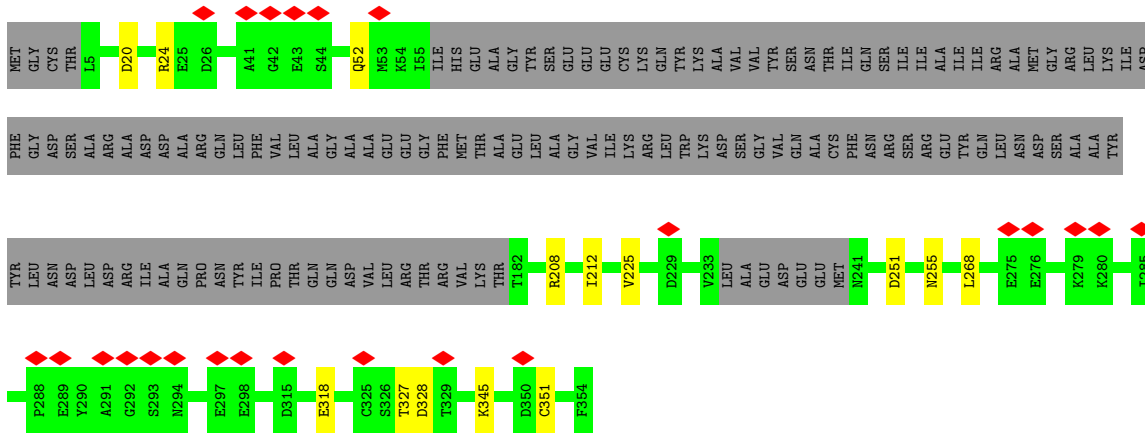 MET GLY CYS THR L5 D20 R24 E25 D26 A41 G42 E43 S44 Q52 M53 K54 I55 ILE HIS GLU ALA GLY TYR SER GLU GLU GLU CYS LYS GLN TYR LYS ALA VAL VAL TYR SER ASN THR ILE GLN SER ILE ILE ALA ILE ILE ARG ALA MET GLY ARG LEU LYS ILE ASP
PHE GLY ASP SER ALA ARG ALA ASP ASP ALA ARG GLN LEU PHE VAL LEU ALA GLY ALA ALA GLU GLU GLY PHE MET THR ALA GLU LEU ALA GLY VAL ILE LYS ARG LEU TRP LYS ASP SER GLY VAL GLN ALA CYS PHE ASN ARG SER ARG GLU TYR GLN LEU ASN ASP SER ALA ALA TYR
TYR LEU ASN ASP LEU ASP ARG ILE ALA GLN PRO ASN TYR ILE PRO THR GLN GLN ASP VAL LEU ARG THR ARG VAL LYS THR T182 R208 I212 V225 D229 V233 LEU ALA GLU ASP GLU GLU MET N241 D251 N255 L268 E275 E276 K279 K280 I285
P288 E289 Y290 A291 G292 S293 N294 E297 E298 D315 E318 C325 S326 T327 D328 T329 K345 D350 C351 F354